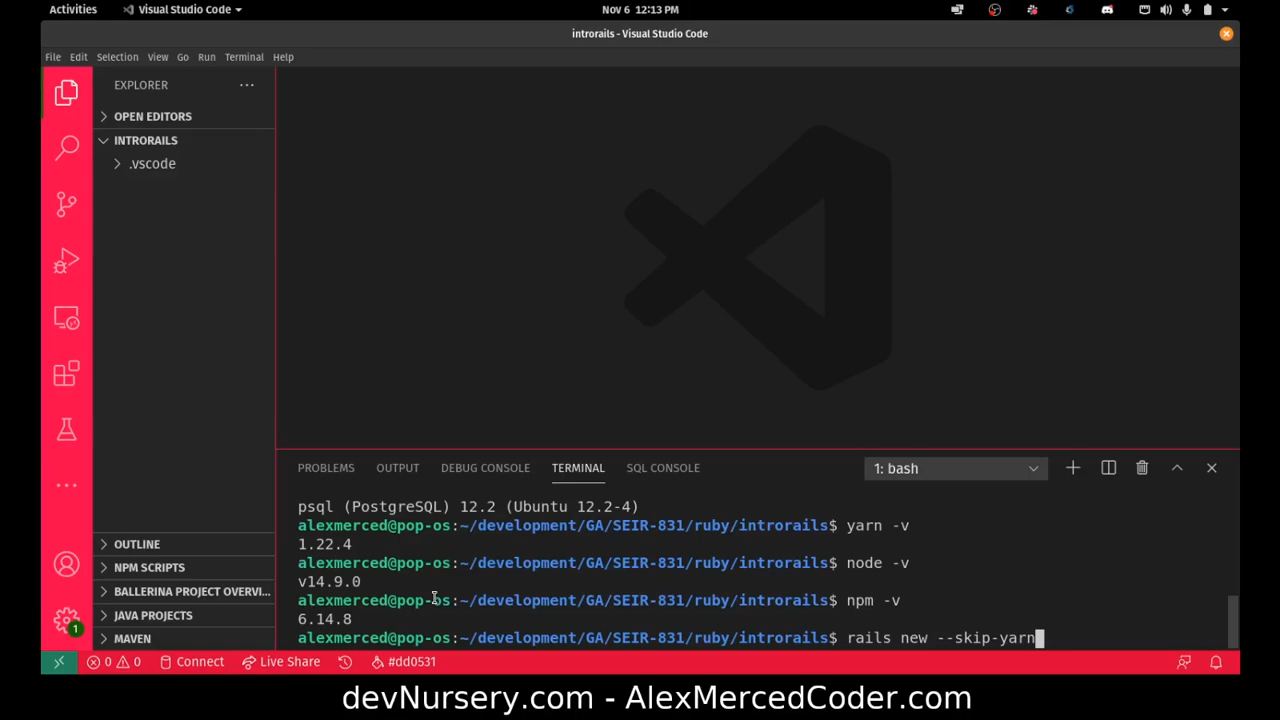 Activities
Visual Studio Code
Nov 6 12:13 PM
introrails - Visual Studio Code
File Edit Selection View Go Run Terminal Help
EXPLORER
OPEN EDITORS
INTRORAILS
.vscode
OUTLINE
NPM SCRIPTS
BALLERINA PROJECT OVERVI...
JAVA PROJECTS
MAVEN
1
PROBLEMS OUTPUT DEBUG CONSOLE TERMINAL SQL CONSOLE
1: bash
psql (PostgreSQL) 12.2 (Ubuntu 12.2-4)
alexmerced@pop-os:~/development/GA/SEIR-831/ruby/introrails$ yarn -v
1.22.4
alexmerced@pop-os:~/development/GA/SEIR-831/ruby/introrails$ node -v
v14.9.0
alexmerced@pop-os:~/development/GA/SEIR-831/ruby/introrails$ npm -v
6.14.8
alexmerced@pop-os:~/development/GA/SEIR-831/ruby/introrails$ rails new --skip-yarn
0 0 Connect Live Share #dd0531
devNursery.com - AlexMercedCoder.com